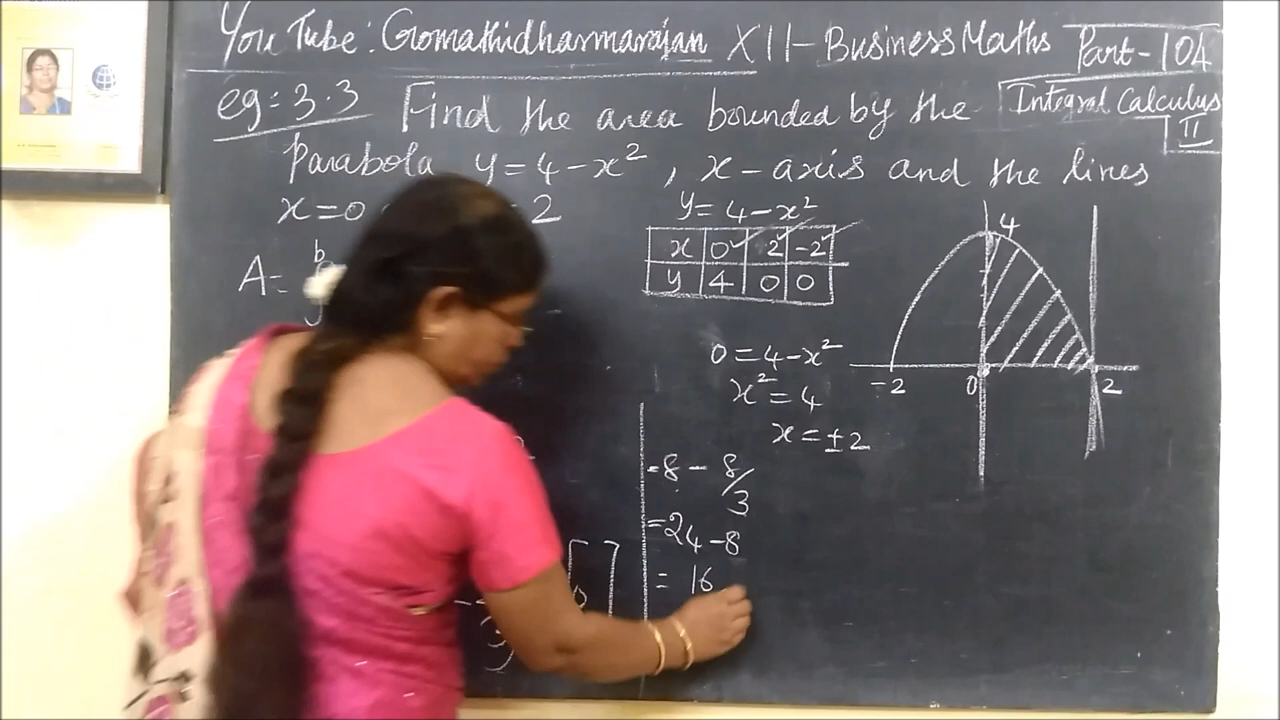 YouTube: Gomathidharmarajan XII-Business Maths Part-104
eg: 3.3 Find the area bounded by the Integral Calculus
II
Parabola y = 4 - x², x-axis and the lines
x = 0 2
y = 4 - x²
x 0 2 -2
y 4 0 0
A = b
0 = 4 - x²
x² = 4
x = ±2
4
-2 0 2
= 8 - 8/3
= 24 - 8
= 16